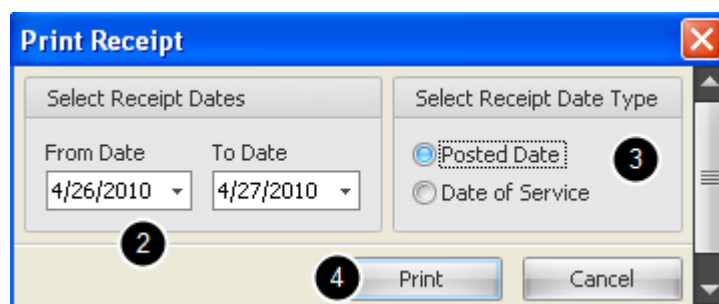 Print Receipt
Select Receipt Dates
Select Receipt Date Type
From Date
To Date
Posted Date
3
4/26/2010
4/27/2010
Date of Service
2
4
Print
Cancel